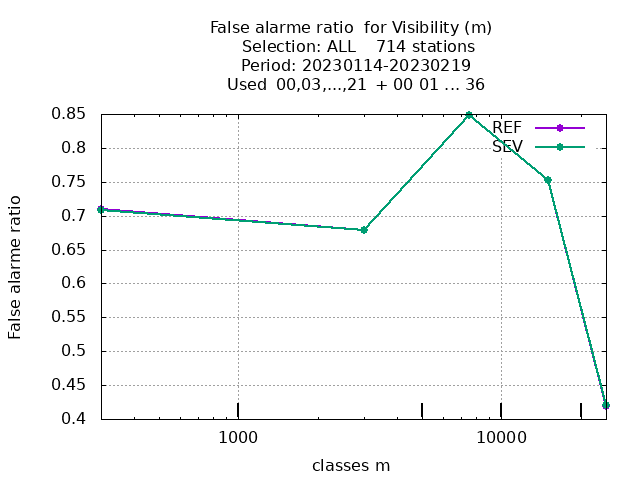 False alarme ratio  for Visibility (m)
Selection: ALL    714 stations
Period: 20230114-20230219
Used  00,03,...,21  + 00 01 ... 36
0.85
0.8
0.75
0.7
0.65
0.6
0.55
0.5
0.45
0.4
False alarme ratio
REF
SEV
1000
10000
classes m